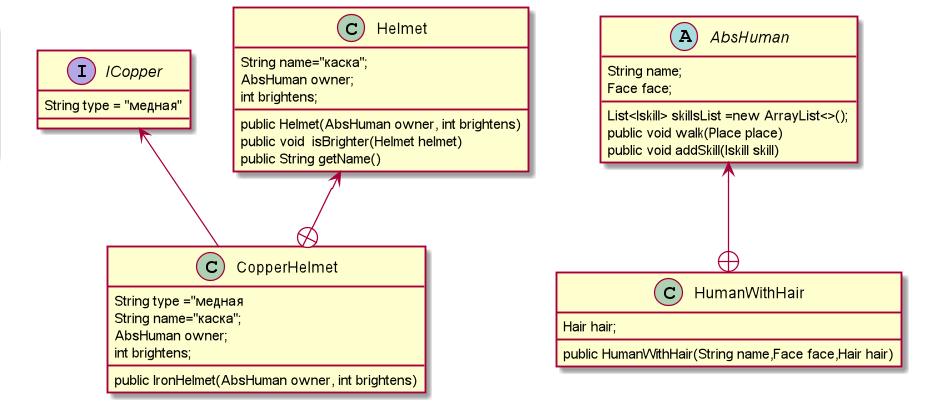 I ICopper
String type = "медная"
C Helmet
String name="каска";
AbsHuman owner;
int brightens;
public Helmet(AbsHuman owner, int brightens)
public void  isBrighter(Helmet helmet)
public String getName()
A AbsHuman
String name;
Face face;
List<Iskill> skillsList =new ArrayList<>();
public void walk(Place place)
public void addSkill(Iskill skill)
C CopperHelmet
String type ="медная
String name="каска";
AbsHuman owner;
int brightens;
public IronHelmet(AbsHuman owner, int brightens)
C HumanWithHair
Hair hair;
public HumanWithHair(String name,Face face,Hair hair)